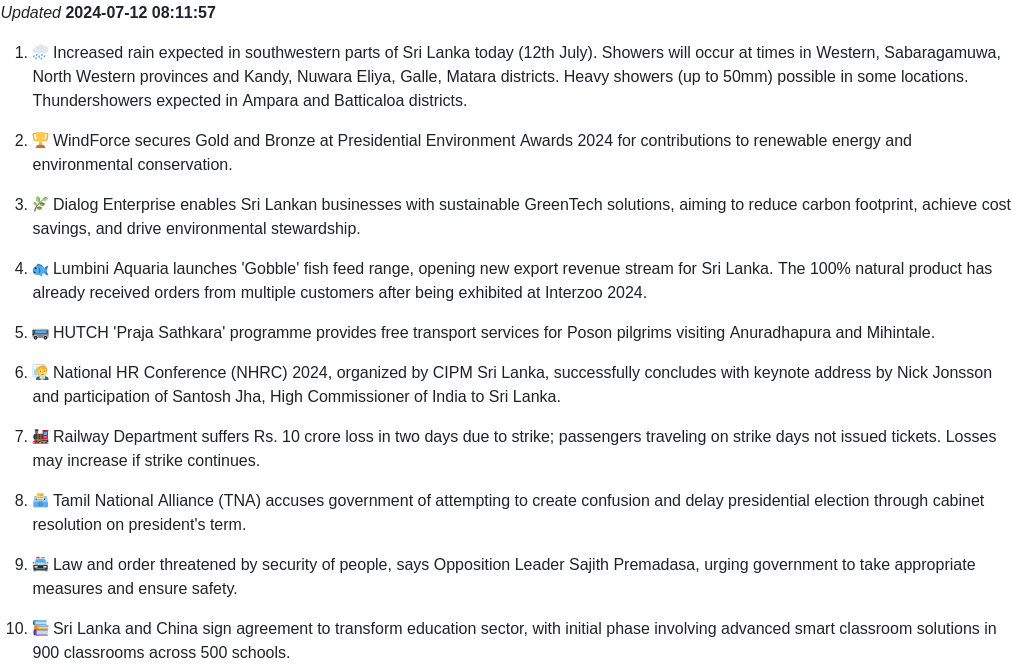 Updated 2024-07-12 08:11:57
1. Increased rain expected in southwestern parts of Sri Lanka today (12th July). Showers will occur at times in Western, Sabaragamuwa,
North Western provinces and Kandy, Nuwara Eliya, Galle, Matara districts. Heavy showers (up to 50mm) possible in some locations.
Thundershowers expected in Ampara and Batticaloa districts.
2. WindForce secures Gold and Bronze at Presidential Environment Awards 2024 for contributions to renewable energy and
environmental conservation.
3. Dialog Enterprise enables Sri Lankan businesses with sustainable GreenTech solutions, aiming to reduce carbon footprint, achieve cost
savings, and drive environmental stewardship.
4. Lumbini Aquaria launches 'Gobble' fish feed range, opening new export revenue stream for Sri Lanka. The 100% natural product has
already received orders from multiple customers after being exhibited at Interzoo 2024.
5. HUTCH 'Praja Sathkara' programme provides free transport services for Poson pilgrims visiting Anuradhapura and Mihintale.
6. National HR Conference (NHRC) 2024, organized by CIPM Sri Lanka, successfully concludes with keynote address by Nick Jonsson
and participation of Santosh Jha, High Commissioner of India to Sri Lanka.
7. Railway Department suffers Rs. 10 crore loss in two days due to strike; passengers traveling on strike days not issued tickets. Losses
may increase if strike continues.
8. Tamil National Alliance (TNA) accuses government of attempting to create confusion and delay presidential election through cabinet
resolution on president's term.
9. Law and order threatened by security of people, says Opposition Leader Sajith Premadasa, urging government to take appropriate
measures and ensure safety.
10. Sri Lanka and China sign agreement to transform education sector, with initial phase involving advanced smart classroom solutions in
900 classrooms across 500 schools.